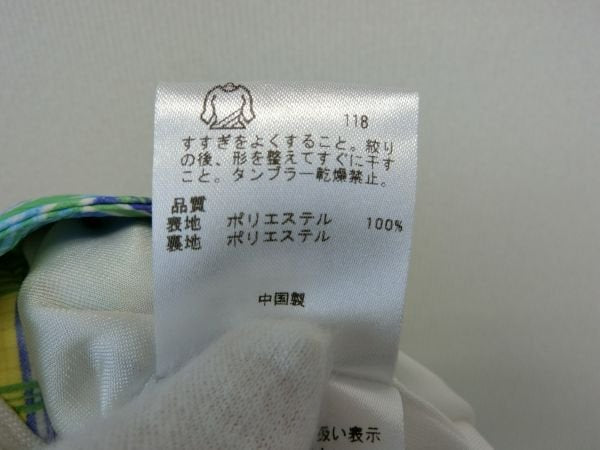 118
すすぎをよくすること。絞り
の後、形を整えてすぐに干す
こと。タンブラー乾燥禁止。
品質
表地 ポリエステル 100%
裏地 ポリエステル
中国製
扱い表示